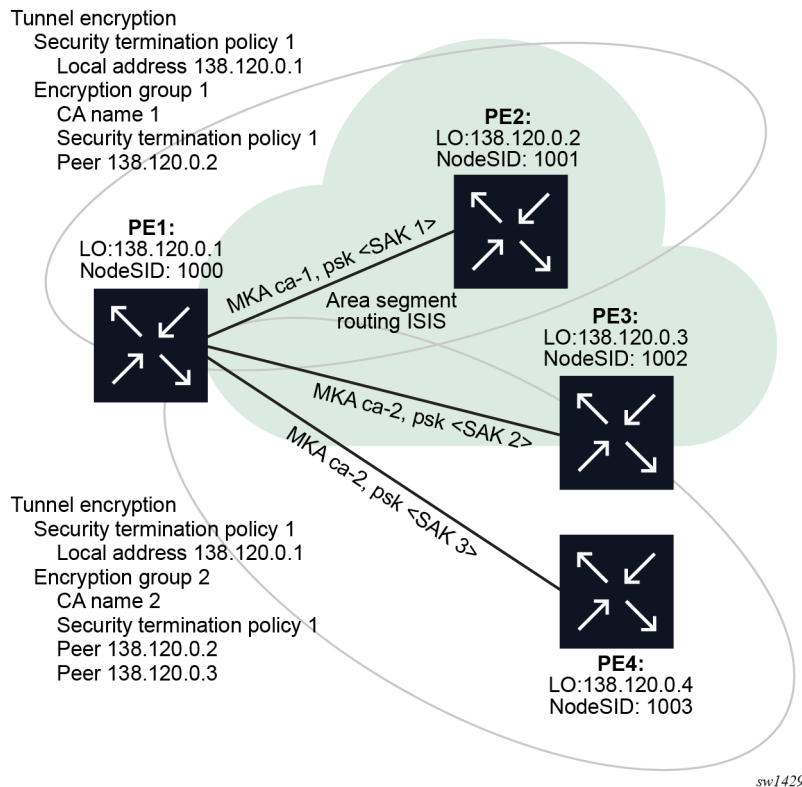 Tunnel encryption
Security termination policy 1
Local address 138.120.0.1
Encryption group 1
CA name 1
Security termination policy 1
Peer 138.120.0.2
PE1:
LO:138.120.0.1
NodeSID: 1000
PE2:
LO:138.120.0.2
NodeSID: 1001
MKA ca-1, psk <SAK 1>
Area segment
routing ISIS
PE3:
LO:138.120.0.3
NodeSID: 1002
MKA ca-2, psk <SAK 2>
MKA ca-2, psk <SAK 3>
Tunnel encryption
Security termination policy 1
Local address 138.120.0.1
Encryption group 2
CA name 2
Security termination policy 1
Peer 138.120.0.2
Peer 138.120.0.3
PE4:
LO:138.120.0.4
NodeSID: 1003
sw1429